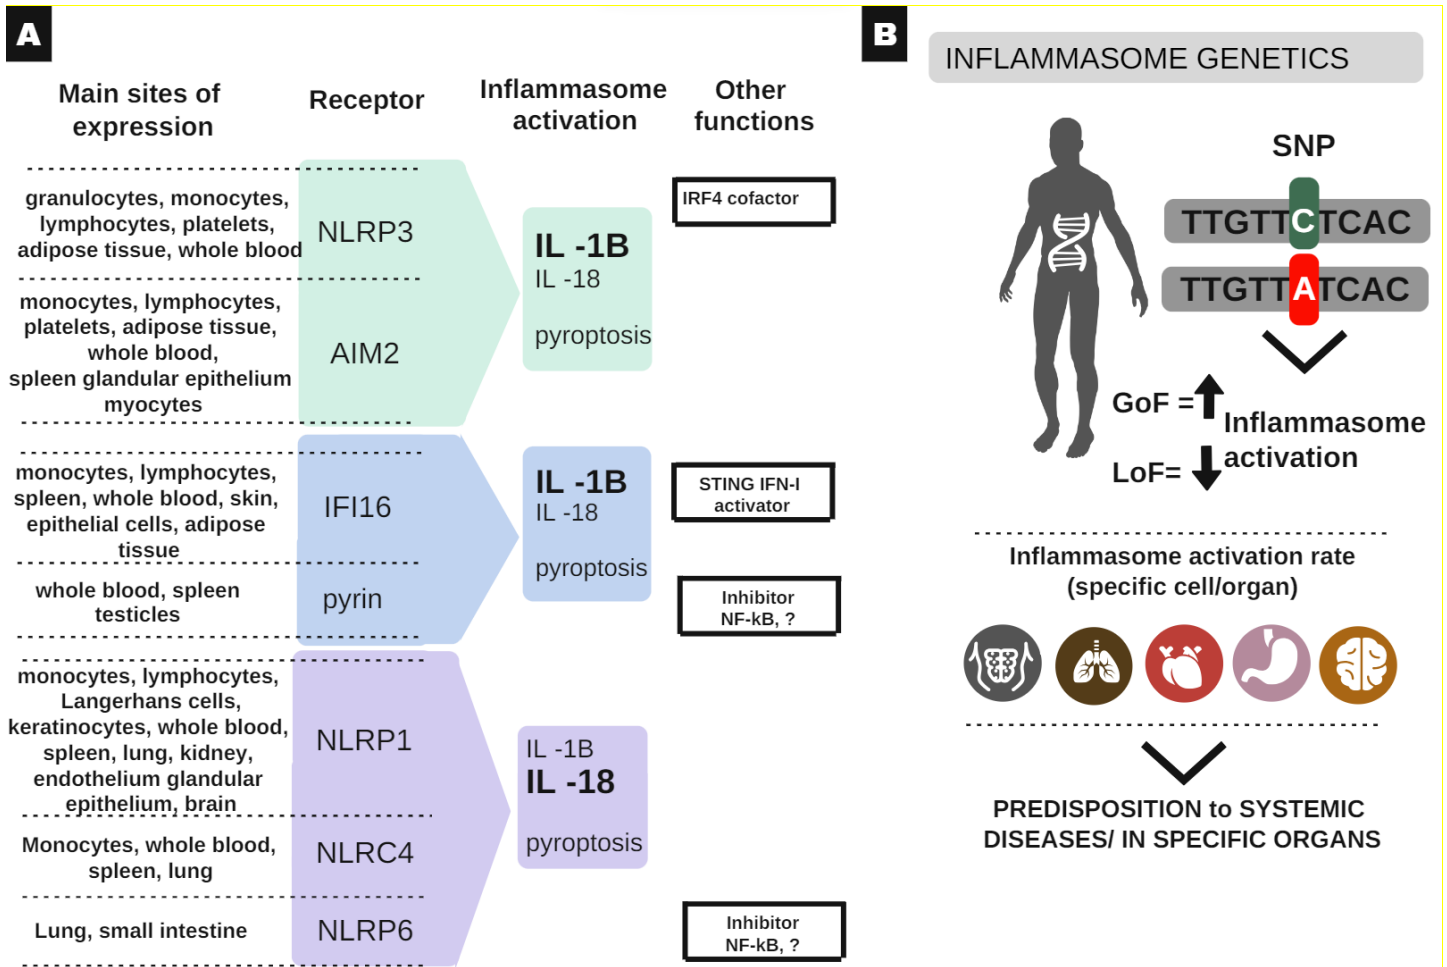 A
Main sites of
expression
Receptor
Inflammasome
activation
Other
functions
granulocytes, monocytes,
lymphocytes, platelets,
adipose tissue, whole blood
NLRP3
IL -1B
IL -18
pyroptosis
IRF4 cofactor
monocytes, lymphocytes,
platelets, adipose tissue,
whole blood,
spleen glandular epithelium
myocytes
AIM2
monocytes, lymphocytes,
spleen, whole blood, skin,
epithelial cells, adipose
tissue
IFI16
IL -1B
IL -18
pyroptosis
STING IFN-I
activator
whole blood, spleen
testicles
pyrin
Inhibitor
NF-kB, ?
monocytes, lymphocytes,
Langerhans cells,
keratinocytes, whole blood,
spleen, lung, kidney,
endothelium glandular
epithelium, brain
NLRP1
IL -1B
IL -18
pyroptosis
Monocytes, whole blood,
spleen, lung
NLRC4
Lung, small intestine
NLRP6
Inhibitor
NF-kB, ?
B
INFLAMMASOME GENETICS
SNP
TTGTTCTCAC
TTGTTATCAC
GoF =
LoF=
Inflammasome
activation
Inflammasome activation rate
(specific cell/organ)
PREDISPOSITION to SYSTEMIC
DISEASES/ IN SPECIFIC ORGANS